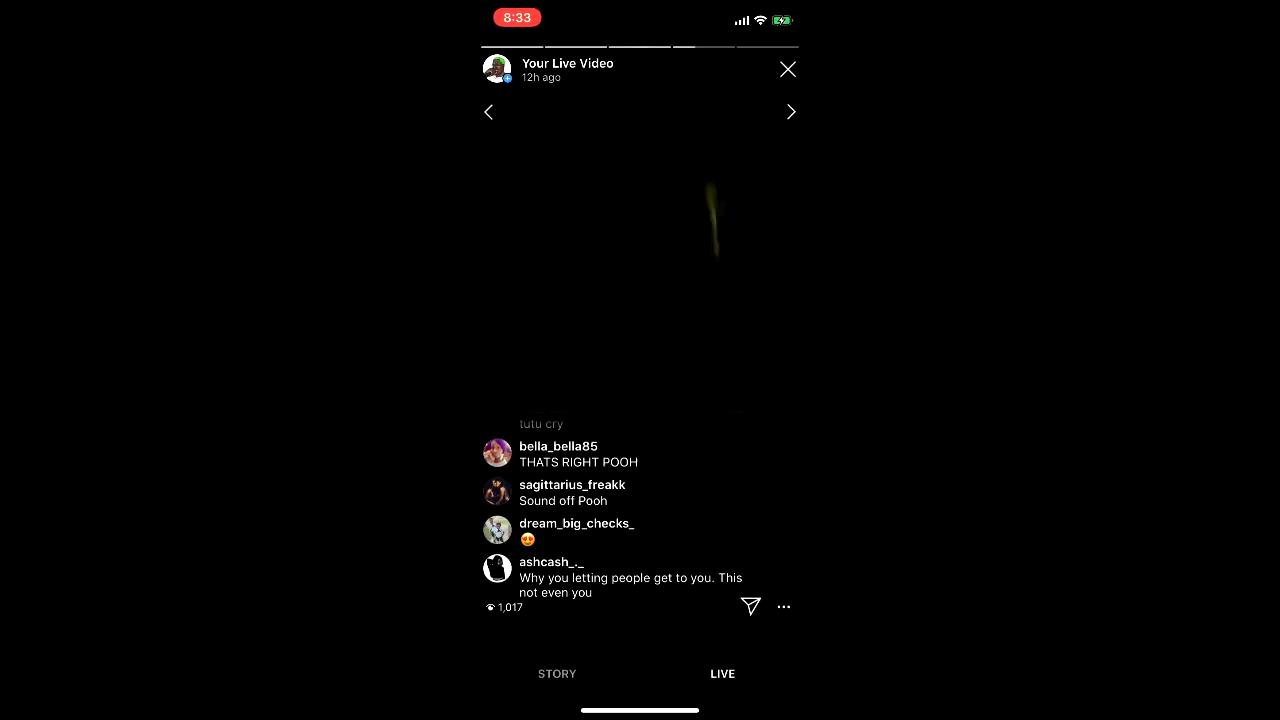 8:33
Your Live Video
12h ago
tutu cry
bella_bella85
THATS RIGHT POOH
sagittarius_freakk
Sound off Pooh
dream_big_checks_
😍
ashcash_._
Why you letting people get to you. This
not even you
1,017
STORY
LIVE